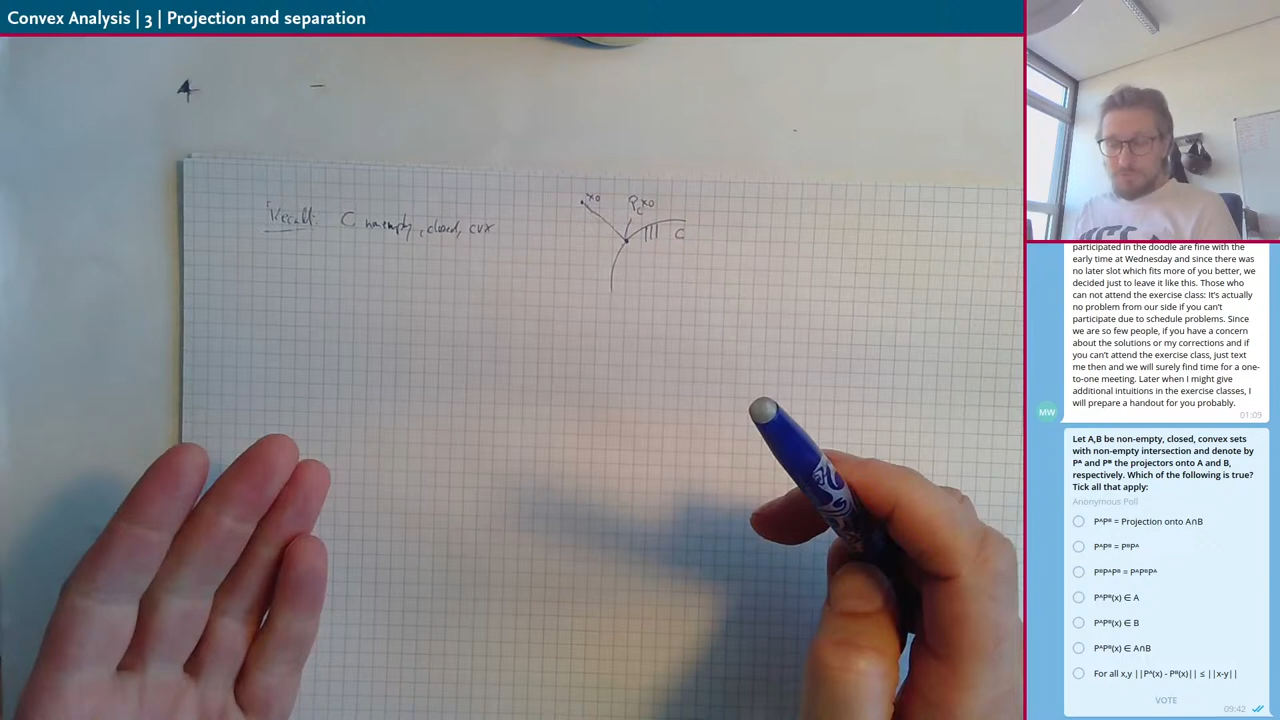 Convex Analysis | 3 | Projection and separation
Recall: C nonempty, closed, cvx
x₀
P_C x₀
C
participated in the doodle are fine with the
early time at Wednesday and since there was
no later slot which fits more of you better, we
decided just to leave it like this. Those who
can not attend the exercise class: It's actually
no problem from our side if you can't
participate due to schedule problems. Since
we are so few people, if you have a concern
about the solutions or my corrections and if
you can't attend the exercise class, just text
me then and we will surely find time for a one-
to-one meeting. Later when I might give
additional intuitions in the exercise classes, I
will prepare a handout for you probably.
01:09
MW
Let A,B be non-empty, closed, convex sets
with non-empty intersection and denote by
Pᴬ and Pᴮ the projectors onto A and B,
respectively. Which of the following is true?
Tick all that apply:
Anonymous Poll
PᴬPᴮ = Projection onto A∩B
PᴬPᴮ = PᴮPᴬ
PᴮPᴬPᴮ = PᴬPᴮPᴬ
PᴬPᴮ(x) ∈ A
PᴬPᴮ(x) ∈ B
PᴬPᴮ(x) ∈ A∩B
For all x,y ||Pᴬ(x) - Pᴮ(x)|| ≤ ||x-y||
VOTE
09:42